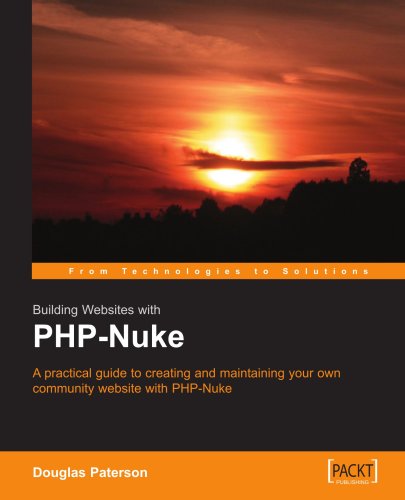 From Technologies to Solutions
Building Websites with
PHP-Nuke
A practical guide to creating and maintaining your own
community website with PHP-Nuke
Douglas Paterson
PACKT
PUBLISHING